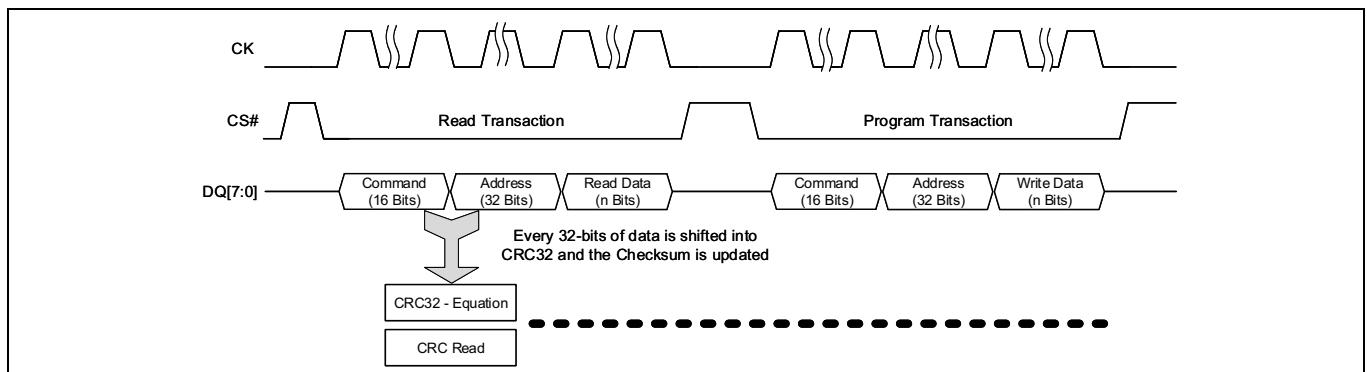 CK
CS#
Read Transaction
Program Transaction
DQ[7:0]
Command
(16 Bits)
Address
(32 Bits)
Read Data
(n Bits)
Command
(16 Bits)
Address
(32 Bits)
Write Data
(n Bits)
Every 32-bits of data is shifted into
CRC32 and the Checksum is updated
CRC32 - Equation
CRC Read